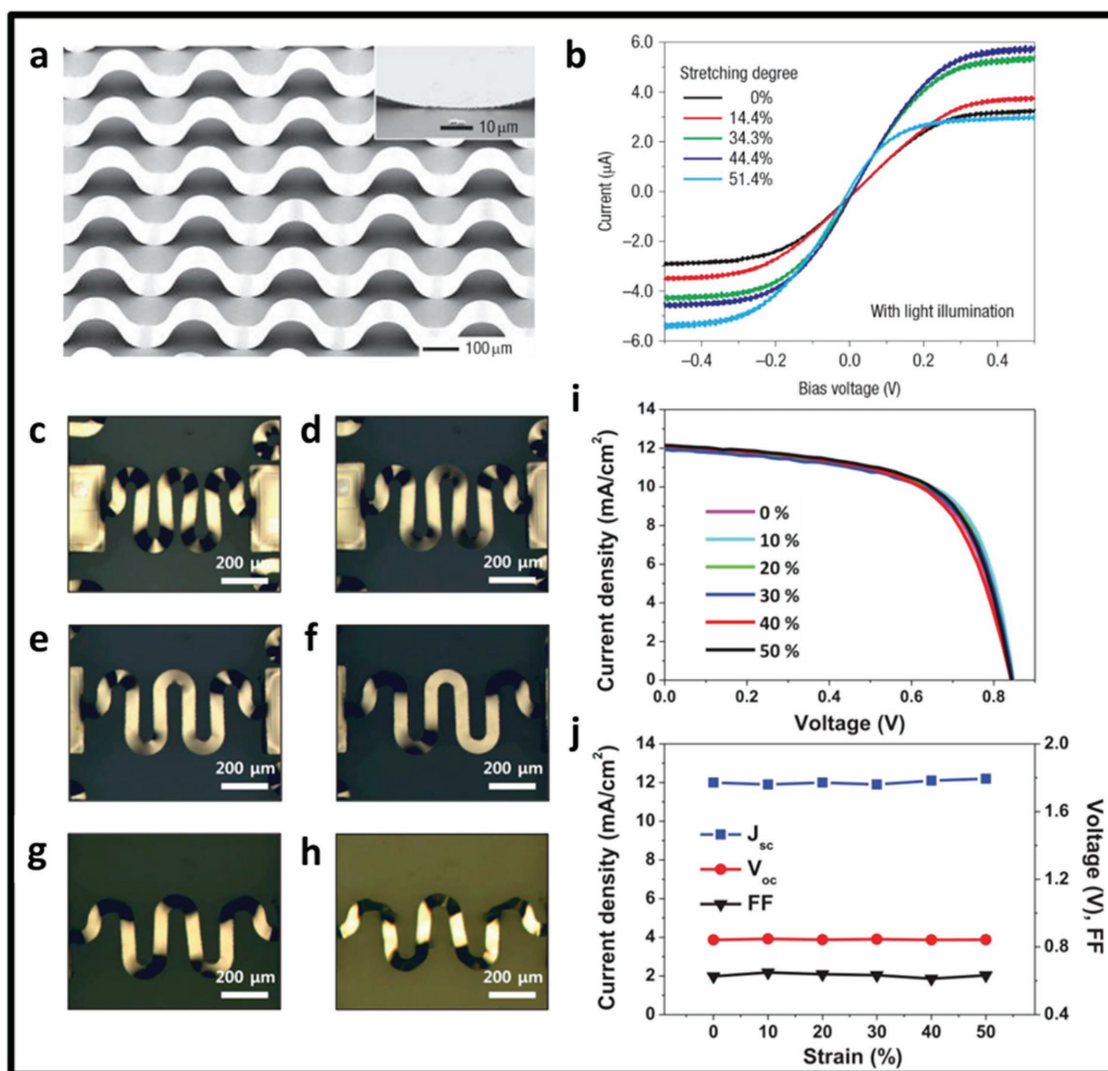 a
10 μm
100 μm
b
Stretching degree
0%
14.4%
34.3%
44.4%
51.4%
With light illumination
6.0
4.0
2.0
0.0
–2.0
–4.0
–6.0
Current (μA)
–0.4
–0.2
0.0
0.2
0.4
Bias voltage (V)
c
200 μm
d
200 μm
e
200 μm
f
200 μm
g
200 μm
h
200 μm
i
14
12
10
8
6
4
2
0
Current density (mA/cm²)
0 %
10 %
20 %
30 %
40 %
50 %
0.0
0.2
0.4
0.6
0.8
Voltage (V)
j
14
12
10
8
6
4
2
0
Current density (mA/cm²)
J sc
V oc
FF
2.0
1.6
1.2
0.8
0.4
Voltage (V), FF
0
10
20
30
40
50
Strain (%)